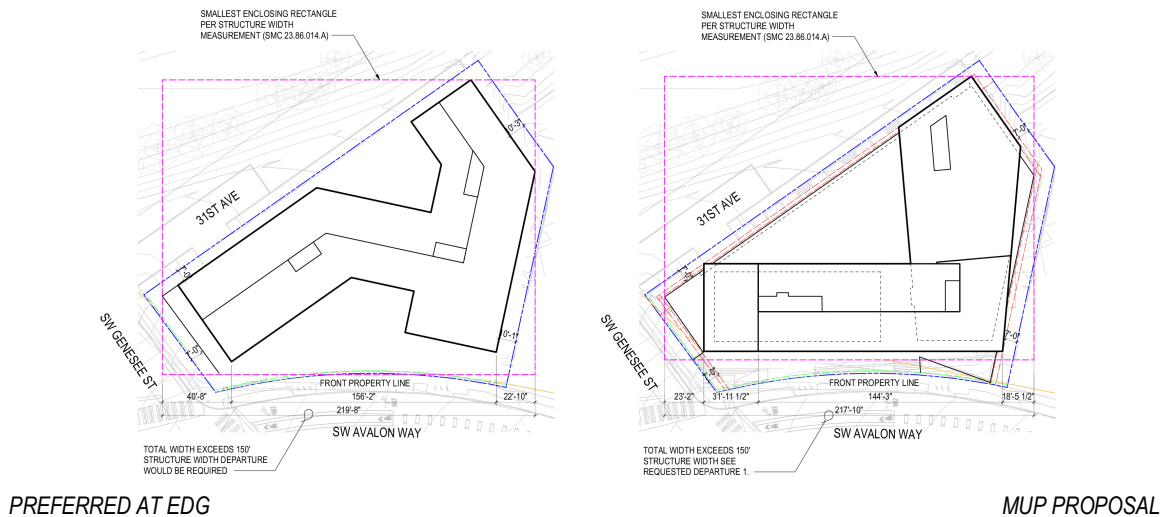 SMALLEST ENCLOSING RECTANGLE
PER STRUCTURE WIDTH
MEASUREMENT (SMC 23.86.014.A)
31ST AVE
SW GENESEE ST
FRONT PROPERTY LINE
40'-8"
156'-2"
22'-10"
219'-8"
SW AVALON WAY
TOTAL WIDTH EXCEEDS 150'
STRUCTURE WIDTH DEPARTURE
WOULD BE REQUIRED
PREFERRED AT EDG
SMALLEST ENCLOSING RECTANGLE
PER STRUCTURE WIDTH
MEASUREMENT (SMC 23.86.014.A)
31ST AVE
SW GENESEE ST
FRONT PROPERTY LINE
23'-2"
31'-11 1/2"
144'-3"
18'-5 1/2"
217'-10"
SW AVALON WAY
TOTAL WIDTH EXCEEDS 150'
STRUCTURE WIDTH SEE
REQUESTED DEPARTURE 1.
MUP PROPOSAL